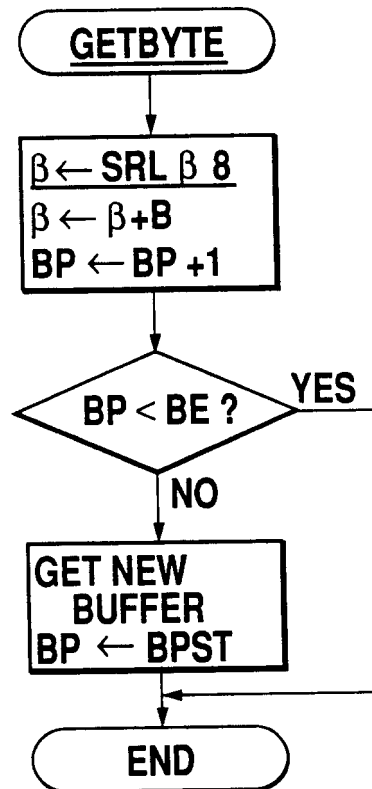 GETBYTE
β ← SRL β 8
β ← β+B
BP ← BP +1
BP < BE ?
YES
NO
GET NEW
BUFFER
BP ← BPST
END